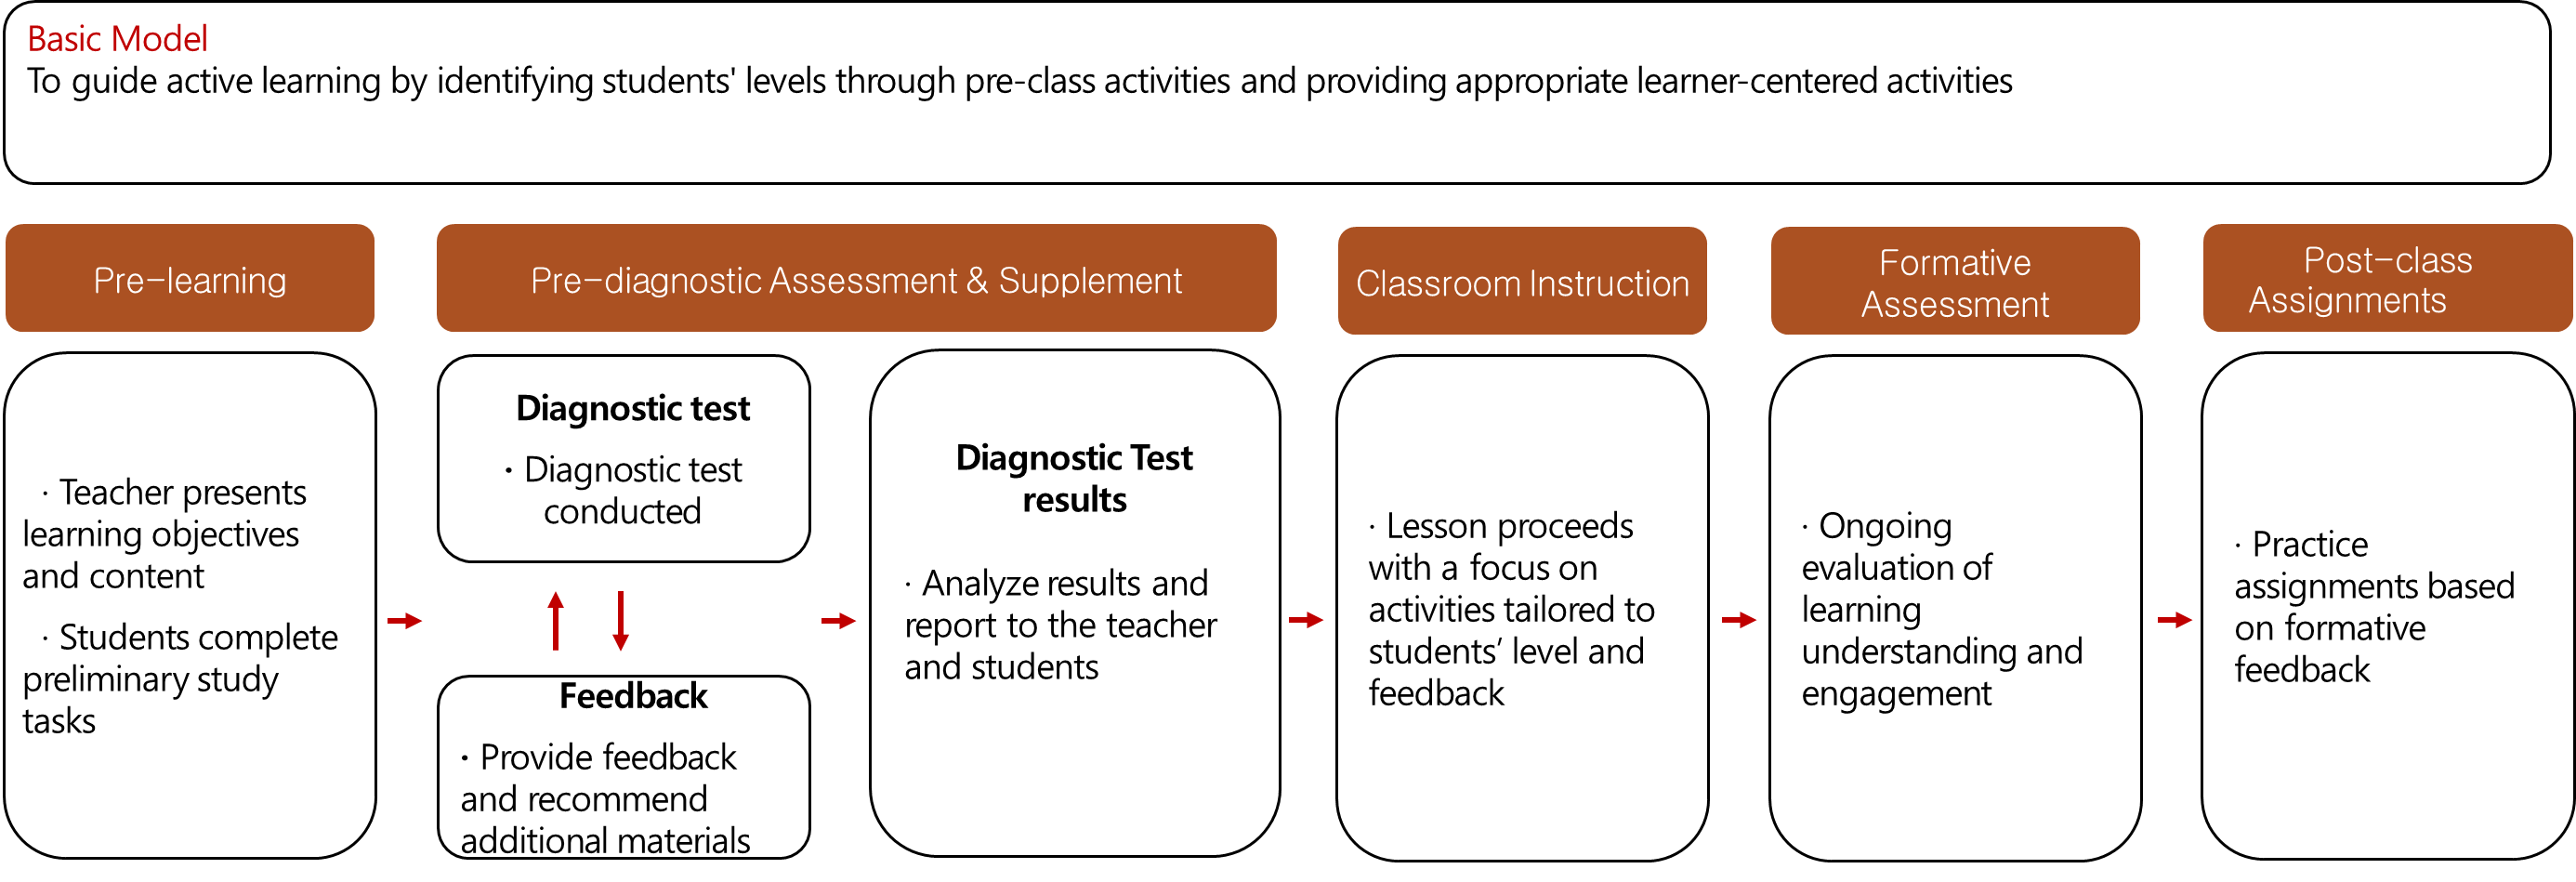 Basic Model
To guide active learning by identifying students' levels through pre-class activities and providing appropriate learner-centered activities
Pre-learning
Pre-diagnostic Assessment & Supplement
Classroom Instruction
Formative
Assessment
Post-class
Assignments
· Teacher presents
learning objectives
and content
· Students complete
preliminary study
tasks
Diagnostic test
· Diagnostic test
conducted
Feedback
· Provide feedback
and recommend
additional materials
Diagnostic Test
results
· Analyze results and
report to the teacher
and students
· Lesson proceeds
with a focus on
activities tailored to
students’ level and
feedback
· Ongoing
evaluation of
learning
understanding and
engagement
· Practice
assignments based
on formative
feedback